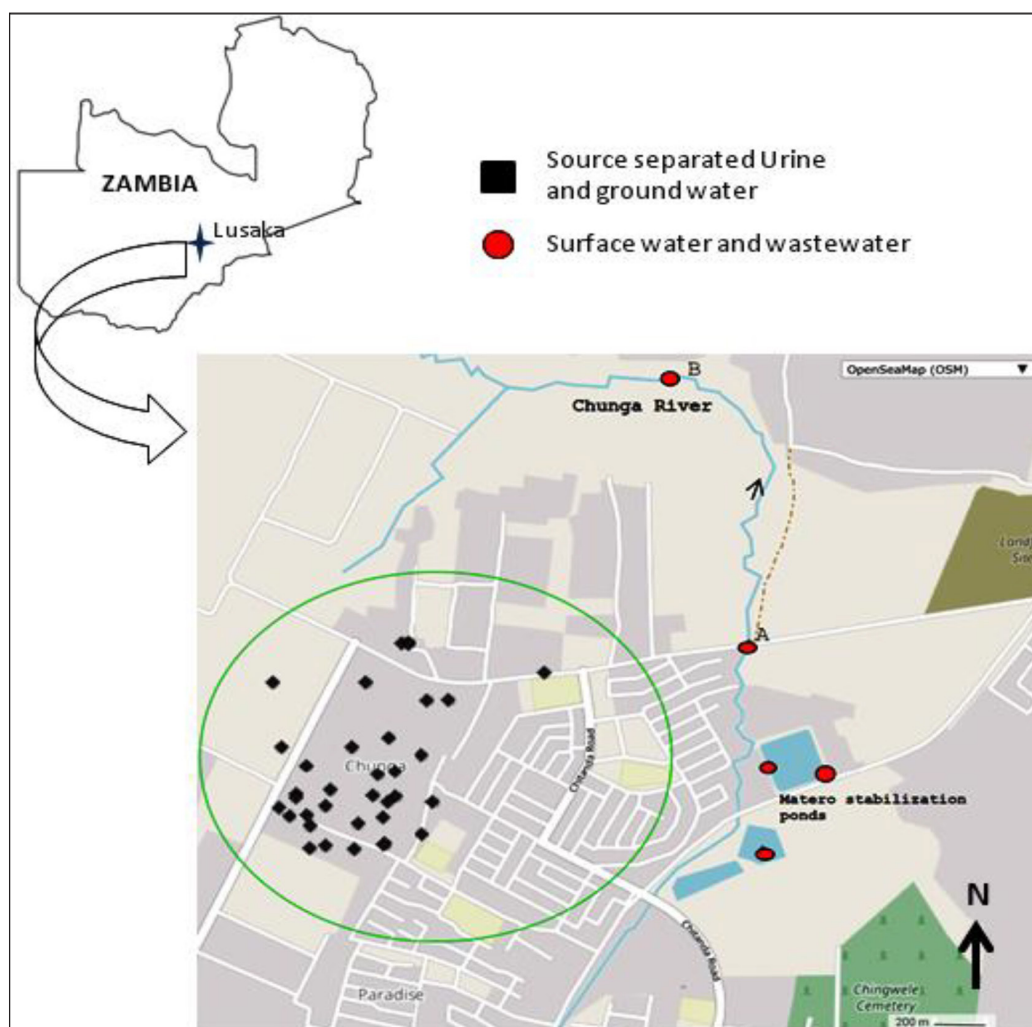 ZAMBIA
Lusaka
Source separated Urine
and ground water
Surface water and wastewater
OpenSeaMap (OSM)
B
Chunga River
Site
A
Chunga
Chitanda Road
Matero stabilization
ponds
N
Chitanda Road
Paradise
Chingwele
Cemetery
200 m